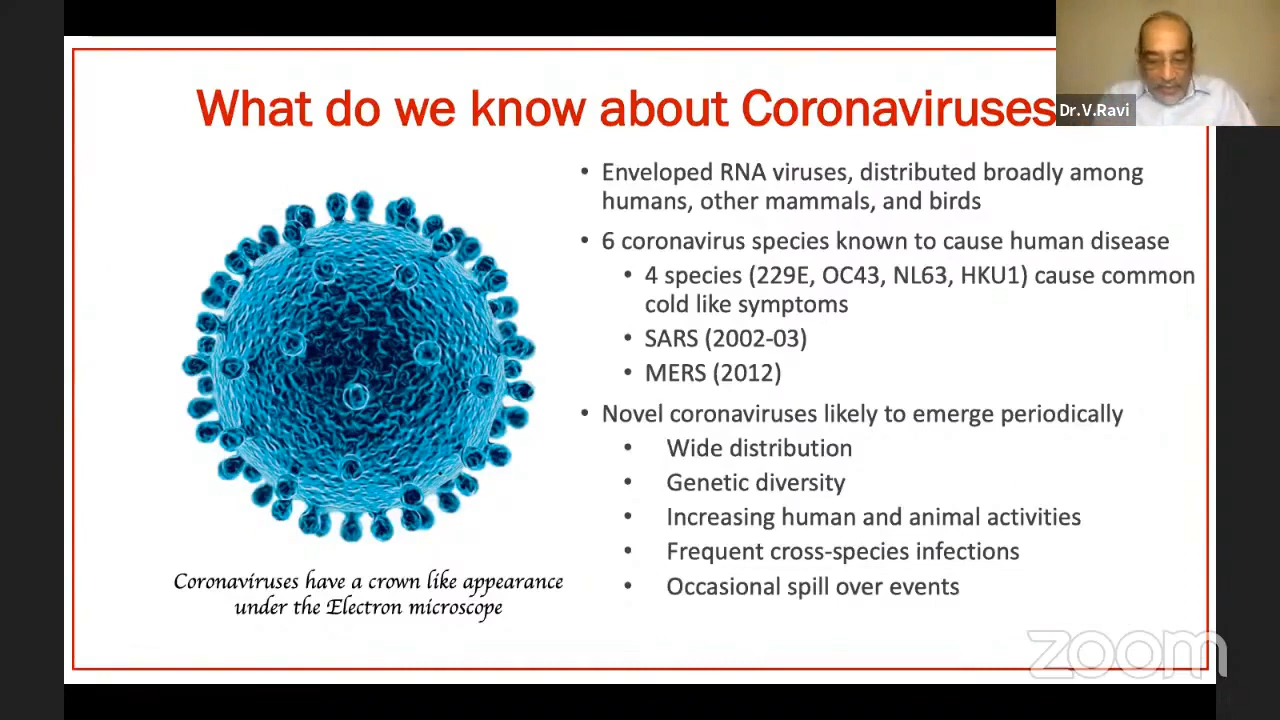 What do we know about Coronaviruses
Dr.V.Ravi
• Enveloped RNA viruses, distributed broadly among
humans, other mammals, and birds
• 6 coronavirus species known to cause human disease
• 4 species (229E, OC43, NL63, HKU1) cause common
cold like symptoms
• SARS (2002-03)
• MERS (2012)
• Novel coronaviruses likely to emerge periodically
• Wide distribution
• Genetic diversity
• Increasing human and animal activities
• Frequent cross-species infections
• Occasional spill over events
Coronaviruses have a crown like appearance
under the Electron microscope
zoom